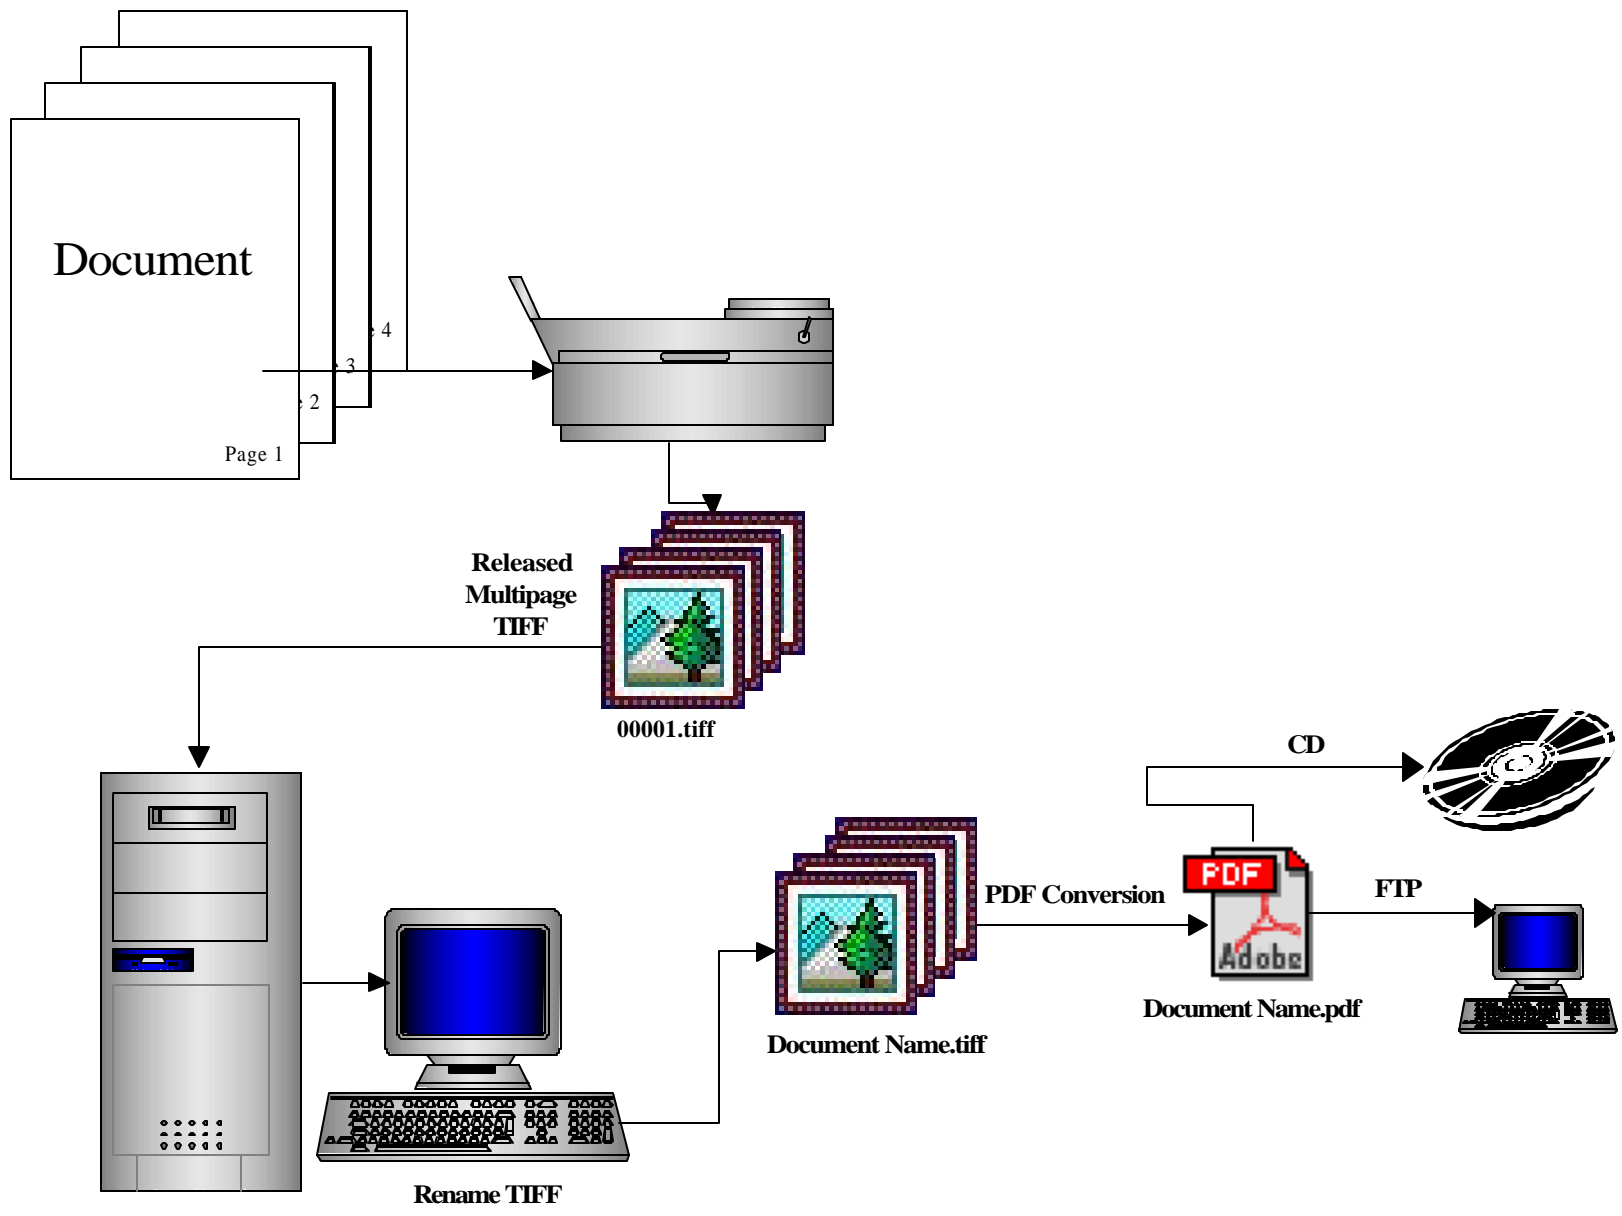 Document
e 4
e 3
e 2
Page 1
Released
Multipage
TIFF
00001.tiff
CD
PDF Conversion
PDF
Adobe
FTP
Document Name.pdf
Document Name.tiff
Rename TIFF